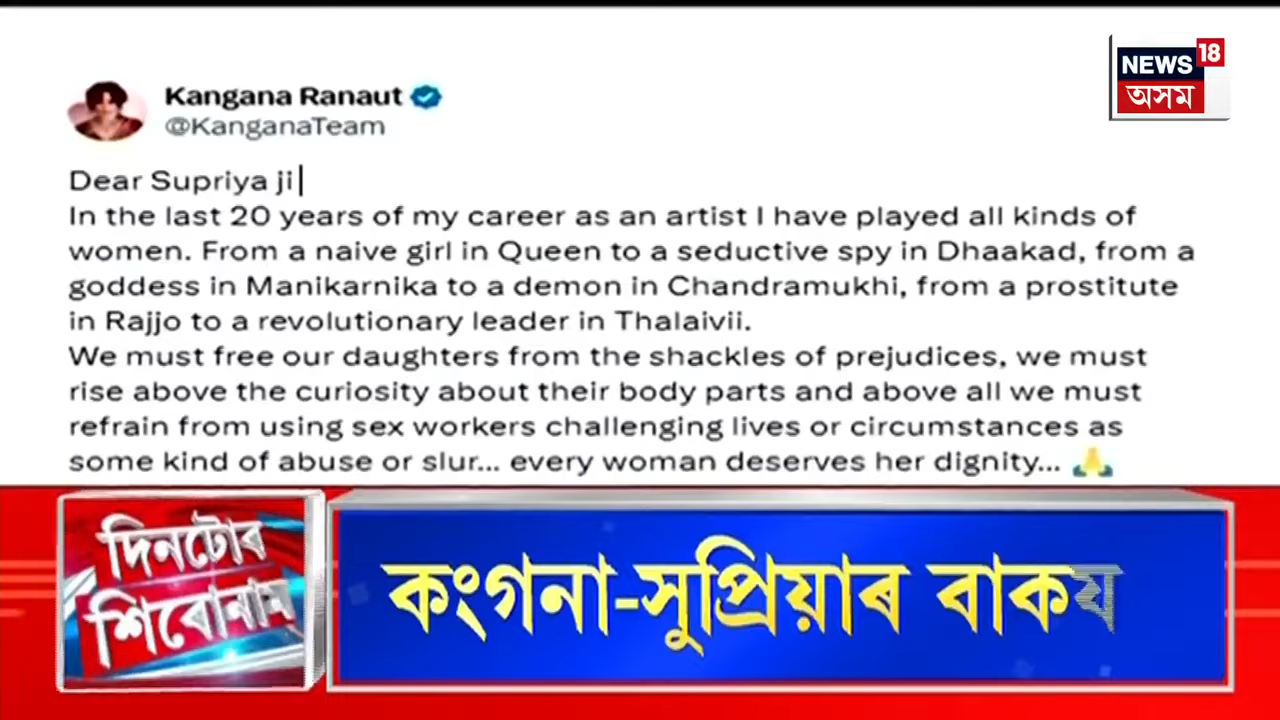 NEWS 18
অসম
Kangana Ranaut
@KanganaTeam
Dear Supriya ji
In the last 20 years of my career as an artist I have played all kinds of
women. From a naive girl in Queen to a seductive spy in Dhaakad, from a
goddess in Manikarnika to a demon in Chandramukhi, from a prostitute
in Rajjo to a revolutionary leader in Thalaivii.
We must free our daughters from the shackles of prejudices, we must
rise above the curiosity about their body parts and above all we must
refrain from using sex workers challenging lives or circumstances as
some kind of abuse or slur... every woman deserves her dignity... 🙏
দিনটোৰ
শিৰোনাম
কংগনা-সুপ্ৰিয়াৰ বাকয